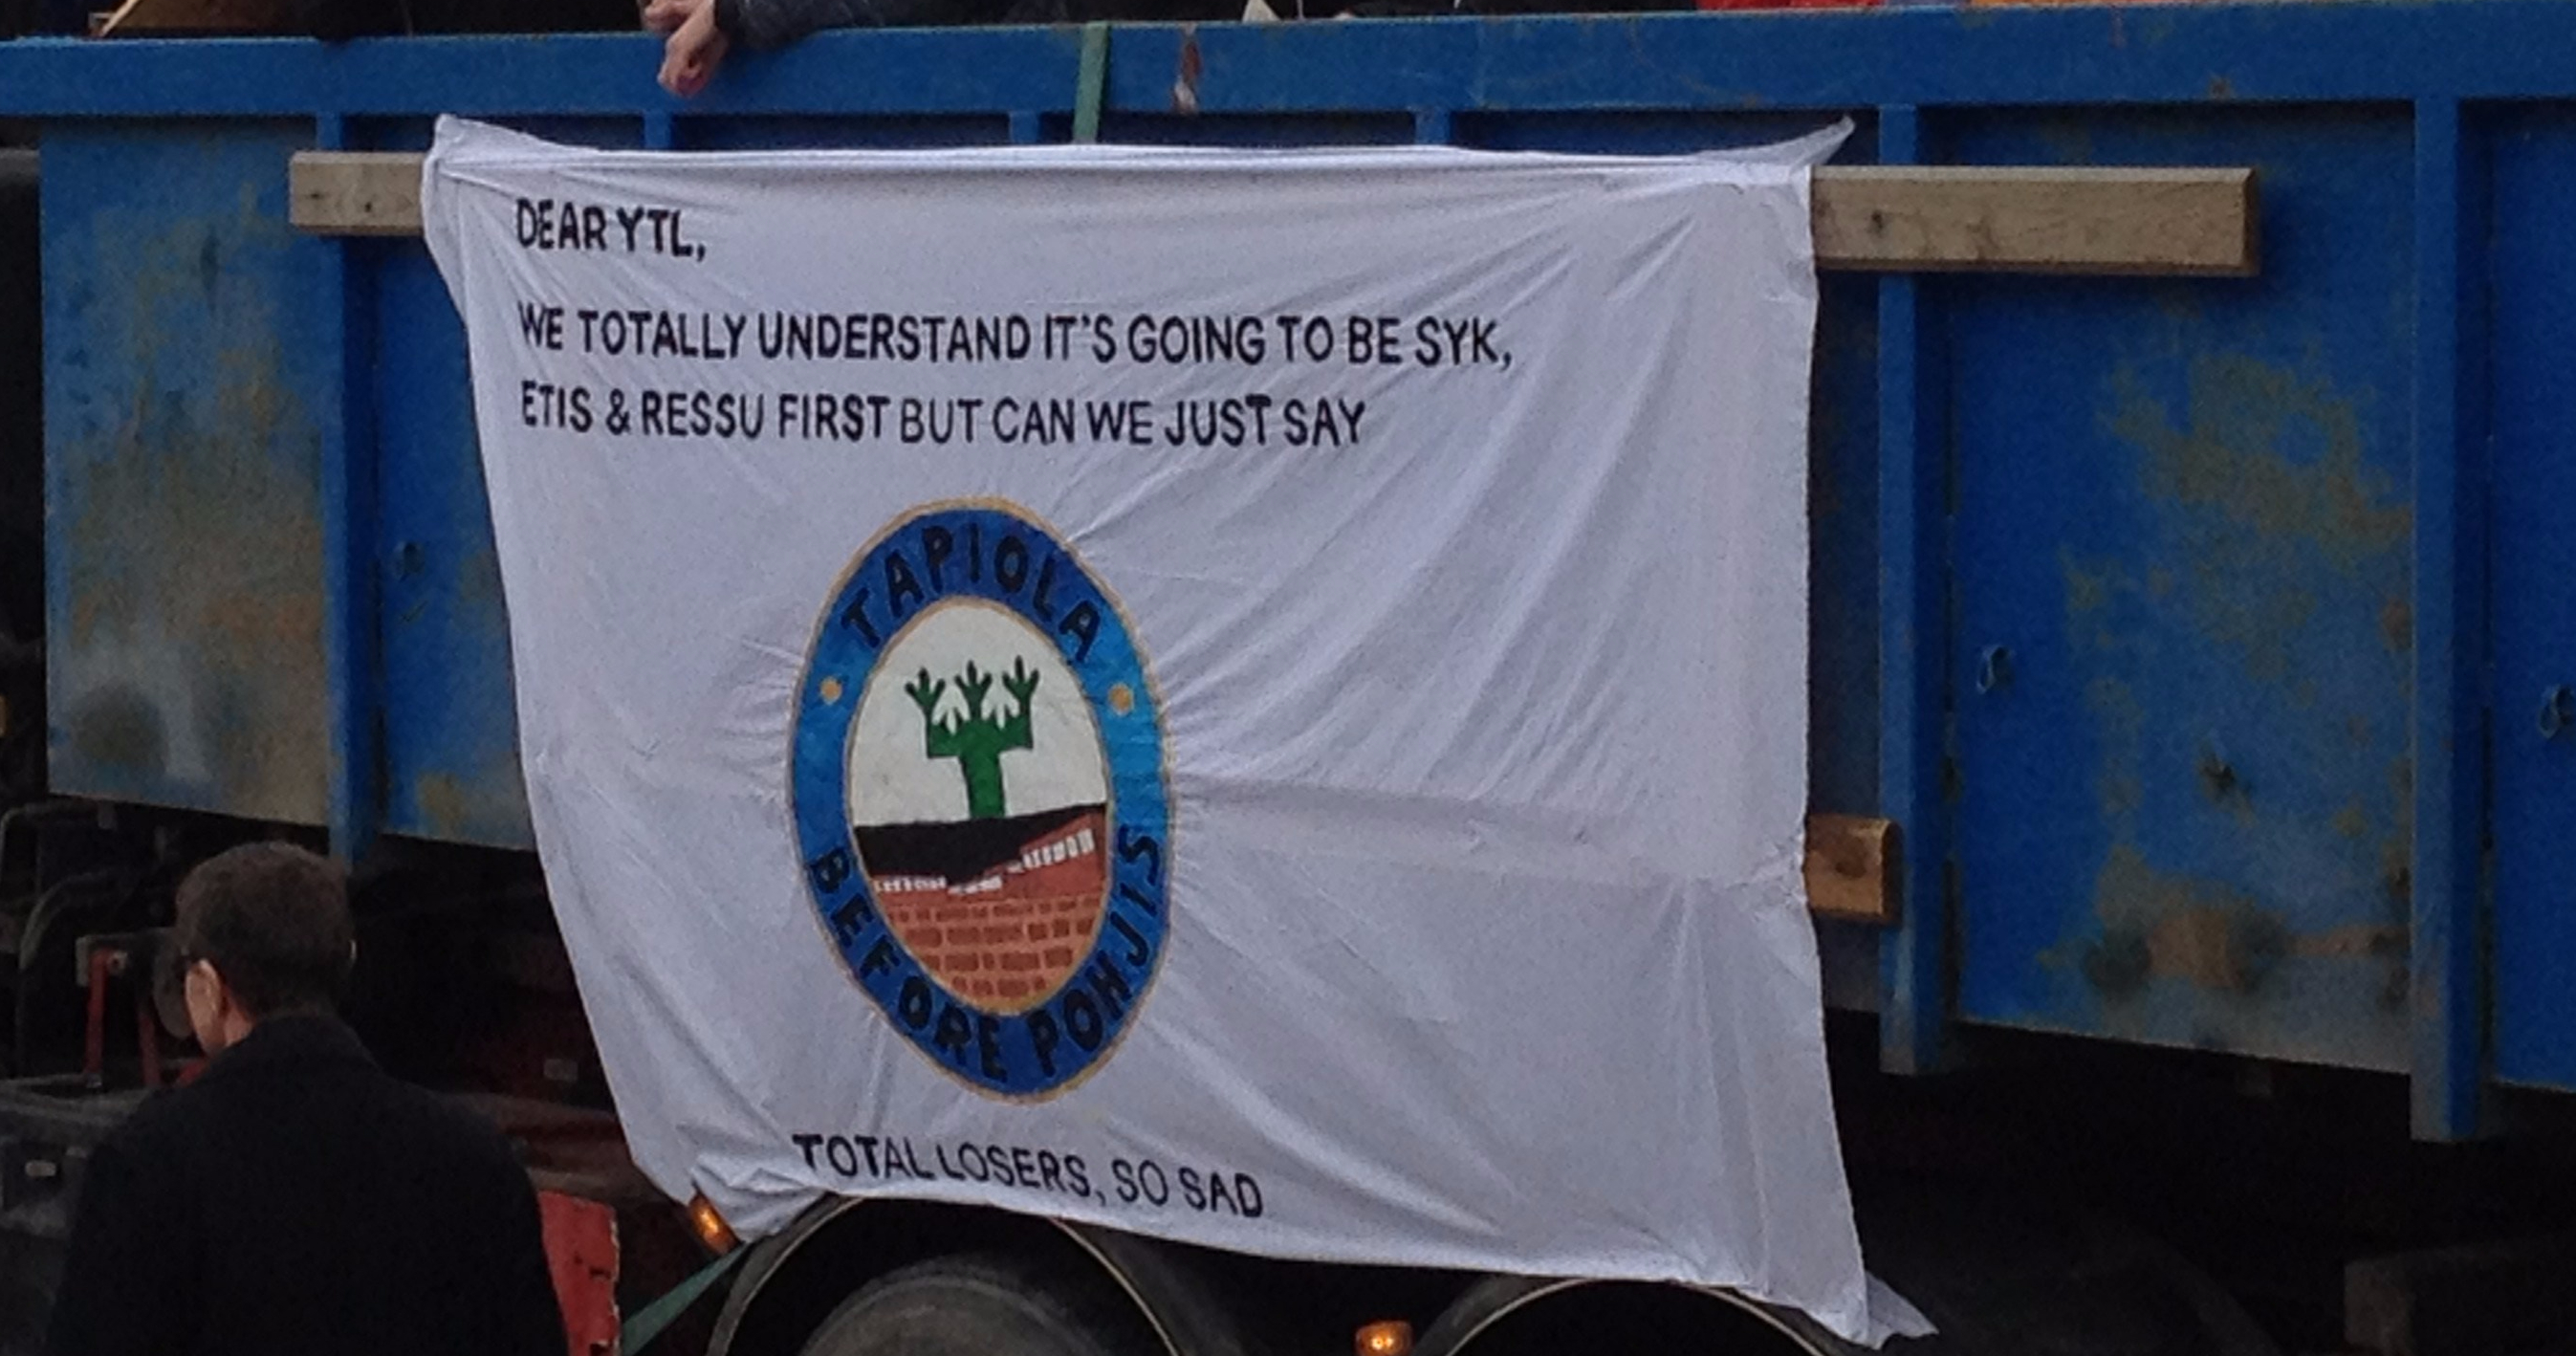 DEAR YTL,
WE TOTALLY UNDERSTAND IT'S GOING TO BE SYK,
ETIS & RESSU FIRST BUT CAN WE JUST SAY
TAPIOLA
BEFORE POHJIS
TOTAL LOSERS, SO SAD